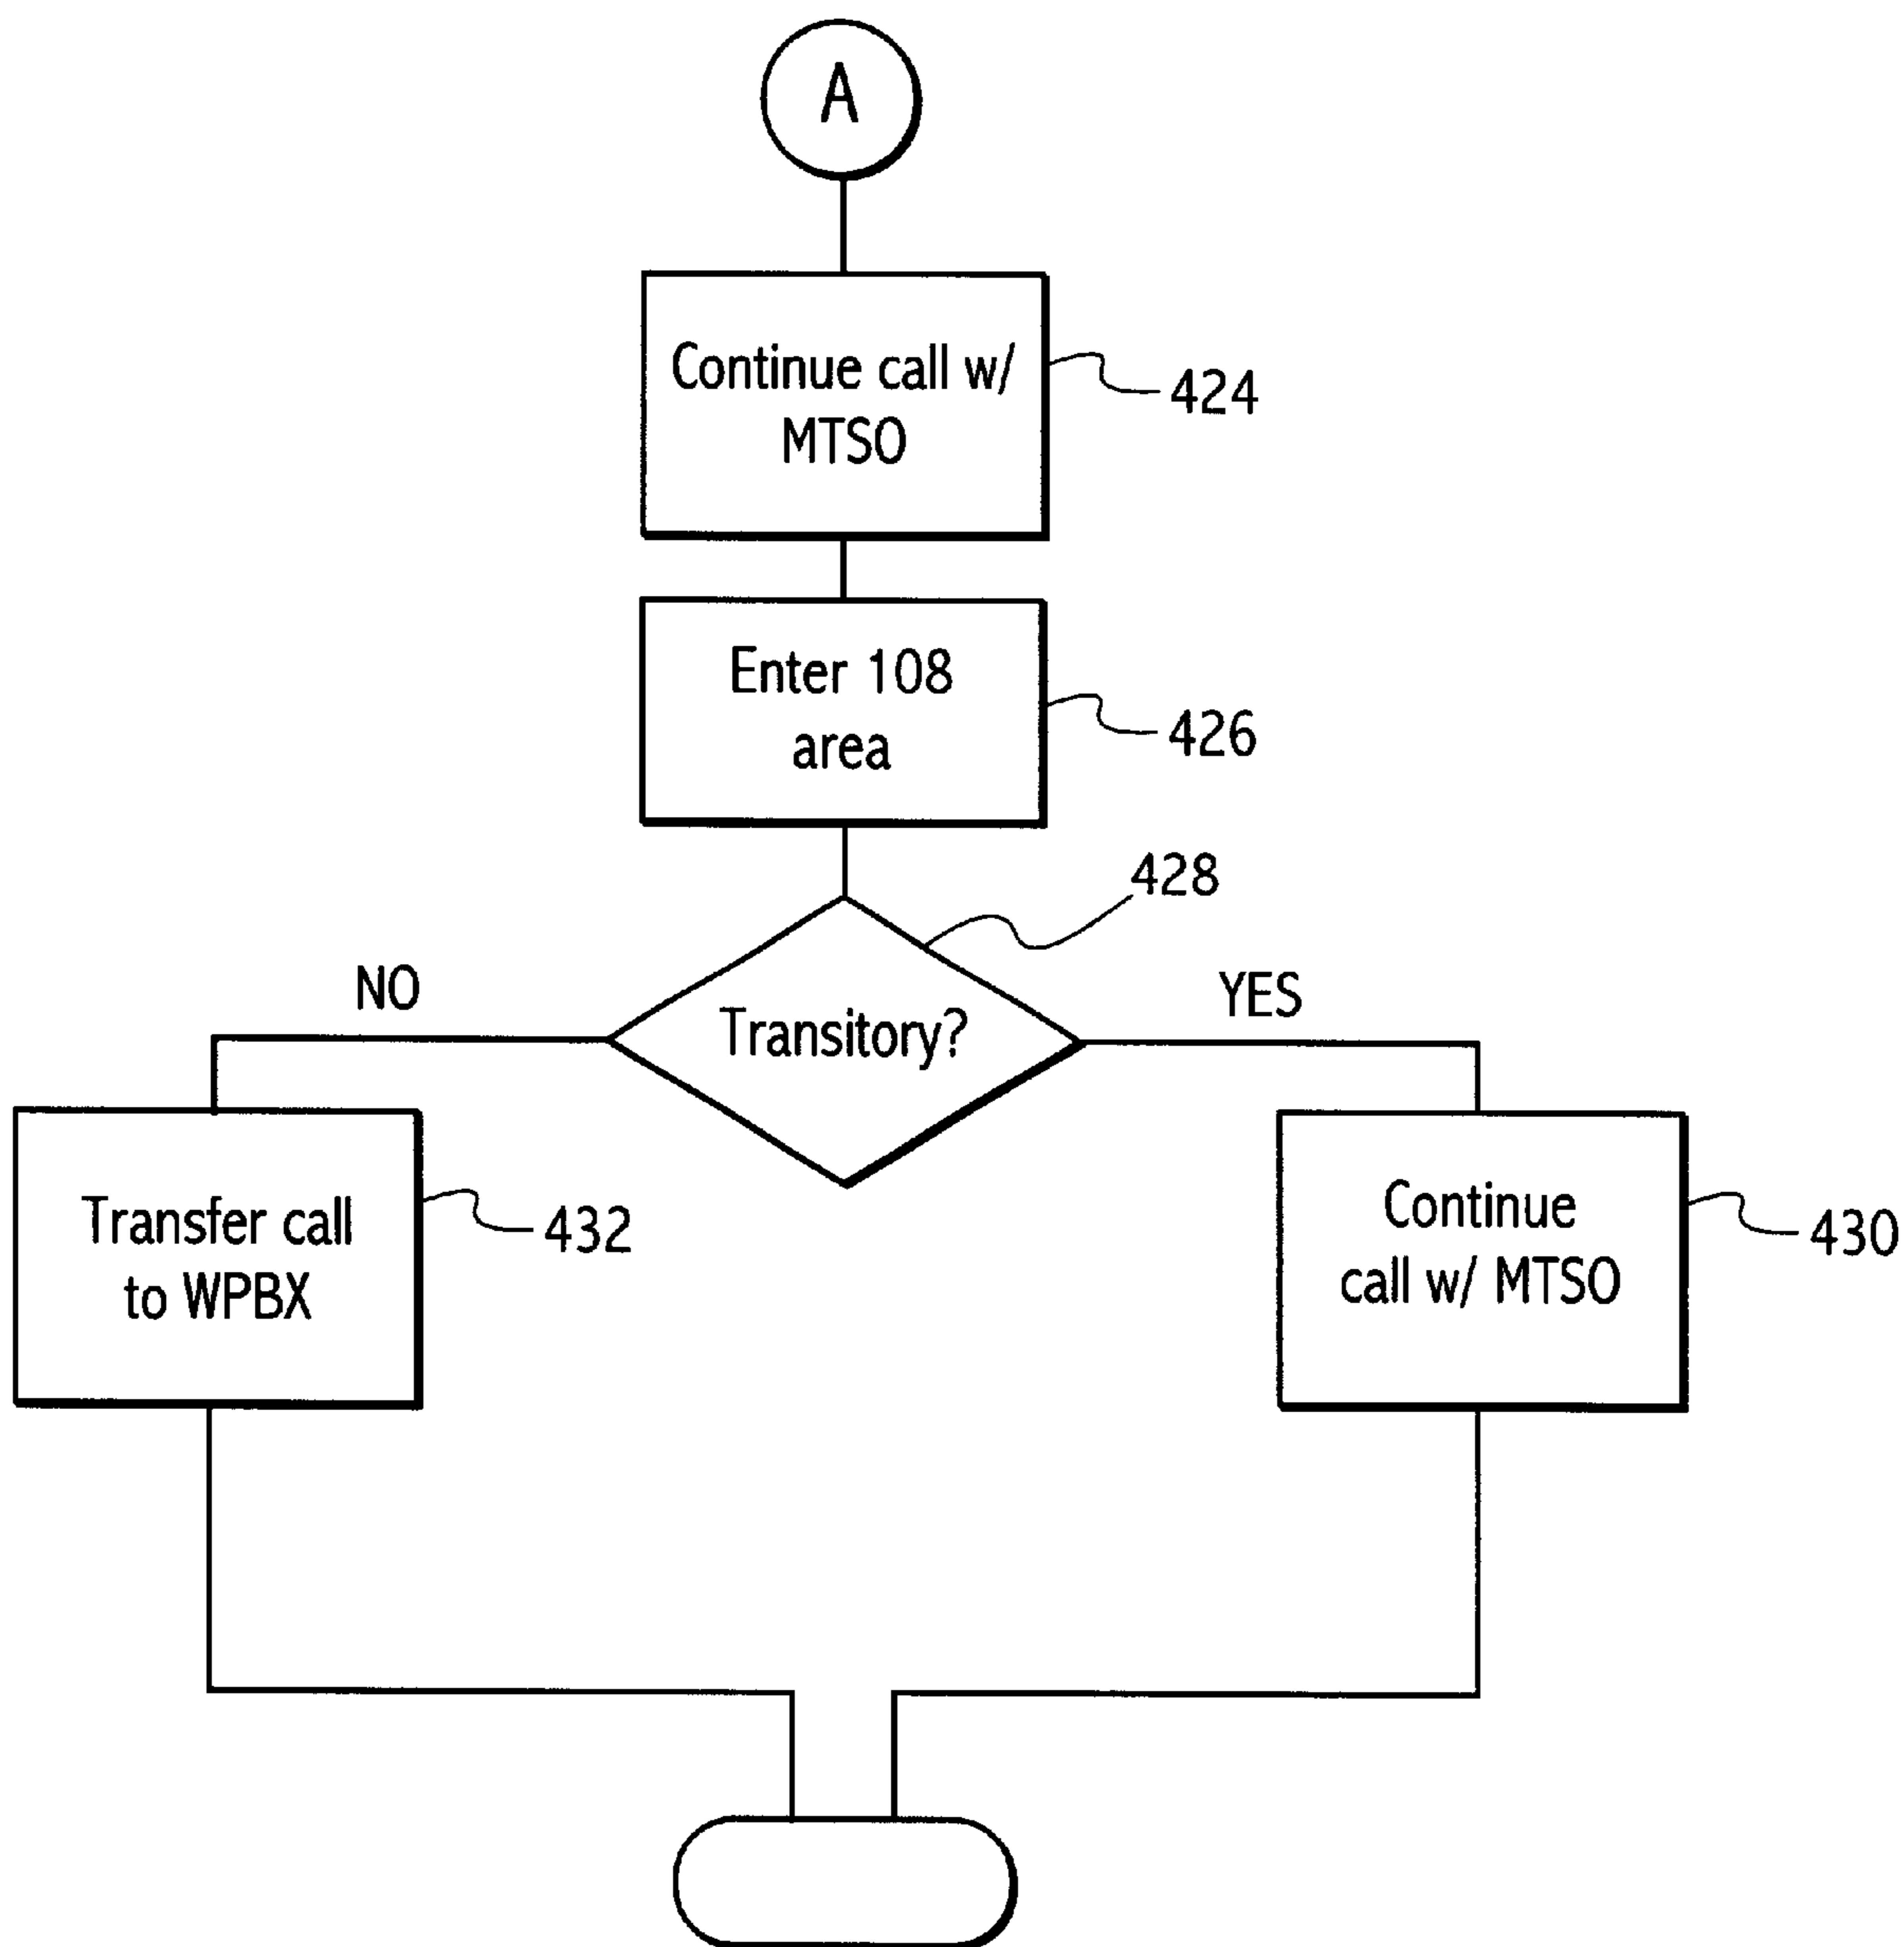 A
Continue call w/
MTSO
424
Enter 108
area
426
428
NO
YES
Transitory?
Transfer call
to WPBX
432
Continue
call w/ MTSO
430